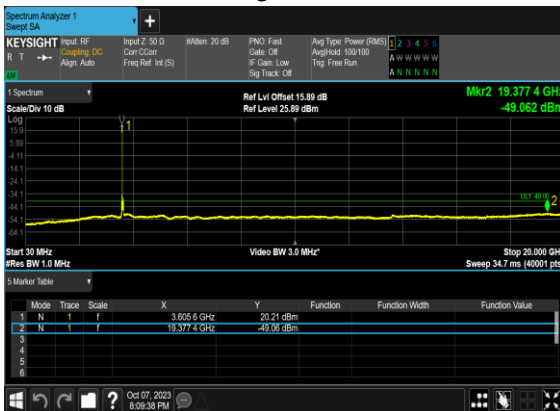 Spectrum Analyzer 1
Swept SA
+
KEYSIGHT Input: RF Input Z: 50 Ω #Atten: 20 dB PNO: Fast Avg Type: Power (RMS) 1 2 3 4 5 6
R T Coupling: DC Corr CCorr Gate: Off Avg|Hold: 100/100 A W W W W W
Align: Auto Freq Ref: Int (S) IF Gain: Low Trig: Free Run
Sig Track: Off A N N N N N
1 Spectrum Ref Lvl Offset 15.89 dB Mkr2 19.377 4 GHz
Scale/Div 10 dB Ref Level 25.89 dBm -49.062 dBm
Log
15.9
1
5.89
-4.11
-14.1
-24.1
-34.1
-44.1
2
-54.1
-64.1
Start 30 MHz Video BW 3.0 MHz* Stop 20.000 GHz
#Res BW 1.0 MHz Sweep 34.7 ms (40001 pts)
5 Marker Table
Mode Trace Scale X Y Function Function Width Function Value
1 N 1 f 3.605 6 GHz 20.21 dBm
2 N 1 f 19.377 4 GHz -49.06 dBm
3
4
5
6
? Oct 07, 2023
8:09:38 PM